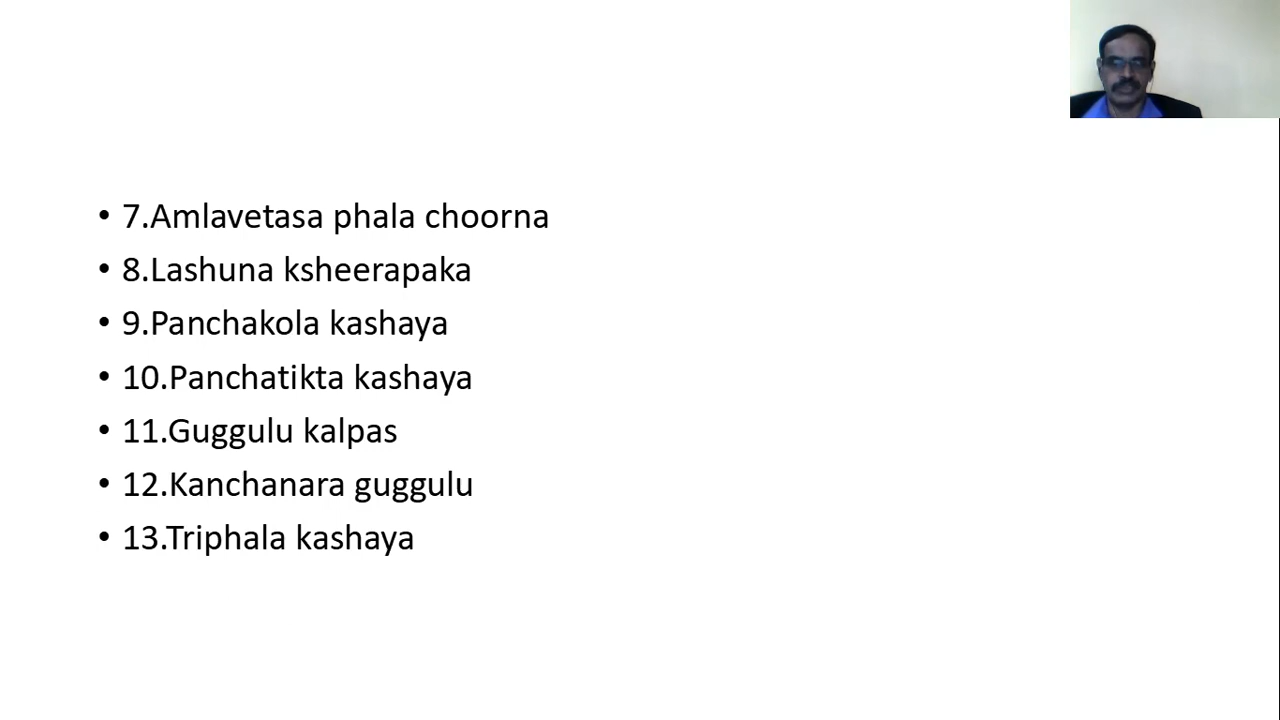 • 7.Amlavetasa phala choorna
• 8.Lashuna ksheerapaka
• 9.Panchakola kashaya
• 10.Panchatikta kashaya
• 11.Guggulu kalpas
• 12.Kanchanara guggulu
• 13.Triphala kashaya